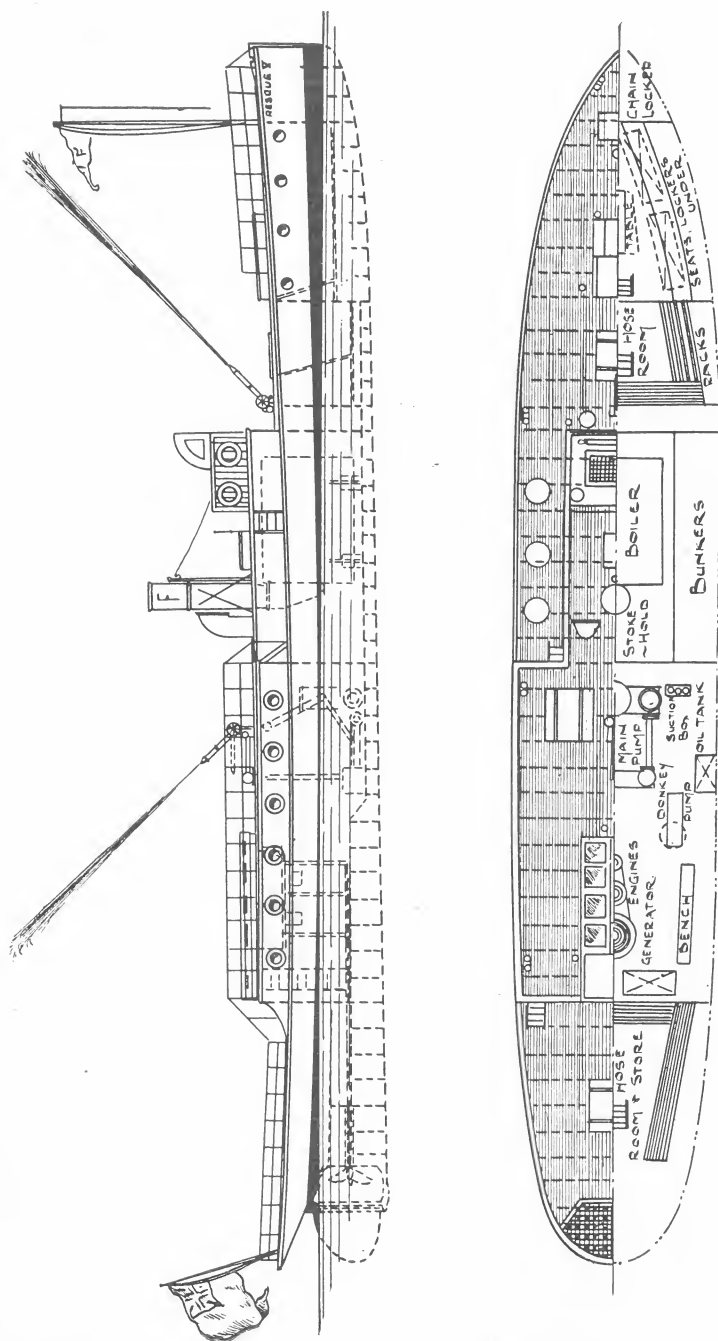 RESQUE V
F
F
CHAIN
LOCKER
TABLE
SEATS, LOCKERS
UNDER
HOSE
ROOM
RACKS
BOILER
BUNKERS
STOKE
~HOLD
MAIN
PUMP
SUCTION
BOX
OIL TANK
DONKEY
PUMP
ENGINES
GENERATOR
BENCH
HOSE
ROOM & STORE